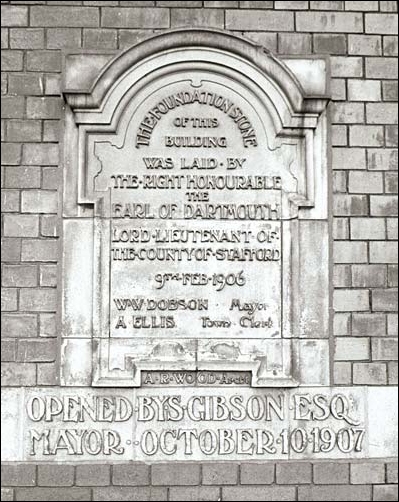 THE·FOUNDATION·STONE
OF THIS
BUILDING
WAS LAID·BY
THE·RIGHT HONOURABLE
THE
EARL OF DARTMOUTH
LORD·LIEUTENANT·OF·
THE·COUNTY·OF·STAFFORD
9TH·FEB·1906
W·W·DOBSON · Mayor
A ELLIS Town Clerk
A·R·WOOD·
OPENED·BY·S·GIBSON·ESQ
MAYOR··OCTOBER·10·1907